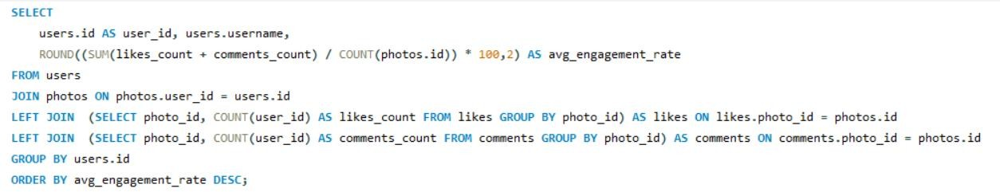 SELECT
users.id AS user_id, users.username,
ROUND((SUM(likes_count + comments_count) / COUNT(photos.id)) * 100,2) AS avg_engagement_rate
FROM users
JOIN photos ON photos.user_id = users.id
LEFT JOIN  (SELECT photo_id, COUNT(user_id) AS likes_count FROM likes GROUP BY photo_id) AS likes ON likes.photo_id = photos.id
LEFT JOIN  (SELECT photo_id, COUNT(user_id) AS comments_count FROM comments GROUP BY photo_id) AS comments ON comments.photo_id = photos.id
GROUP BY users.id
ORDER BY avg_engagement_rate DESC;